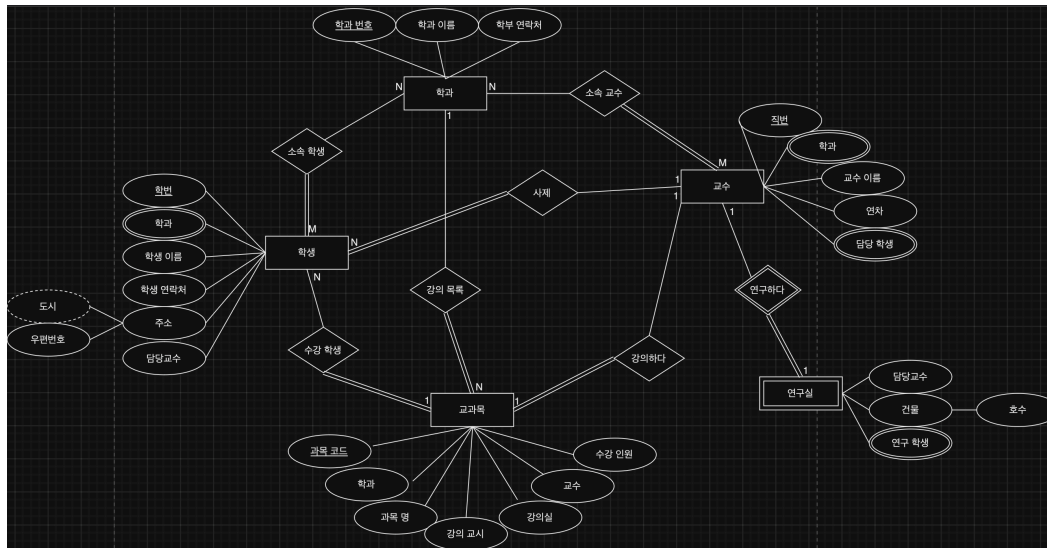 학과 번호
학과 이름
학부 연락처
N
학과
N
1
소속 교수
소속 학생
직번
학과
교수 이름
연차
담당 학생
M
1
1
교수
1
사제
학번
학과
학생 이름
학생 연락처
주소
담당교수
도시
우편번호
M
학생
N
N
강의 목록
연구하다
수강 학생
강의하다
1
N
1
교과목
1
연구실
담당교수
건물
호수
연구 학생
과목 코드
학과
과목 명
강의 교시
강의실
교수
수강 인원